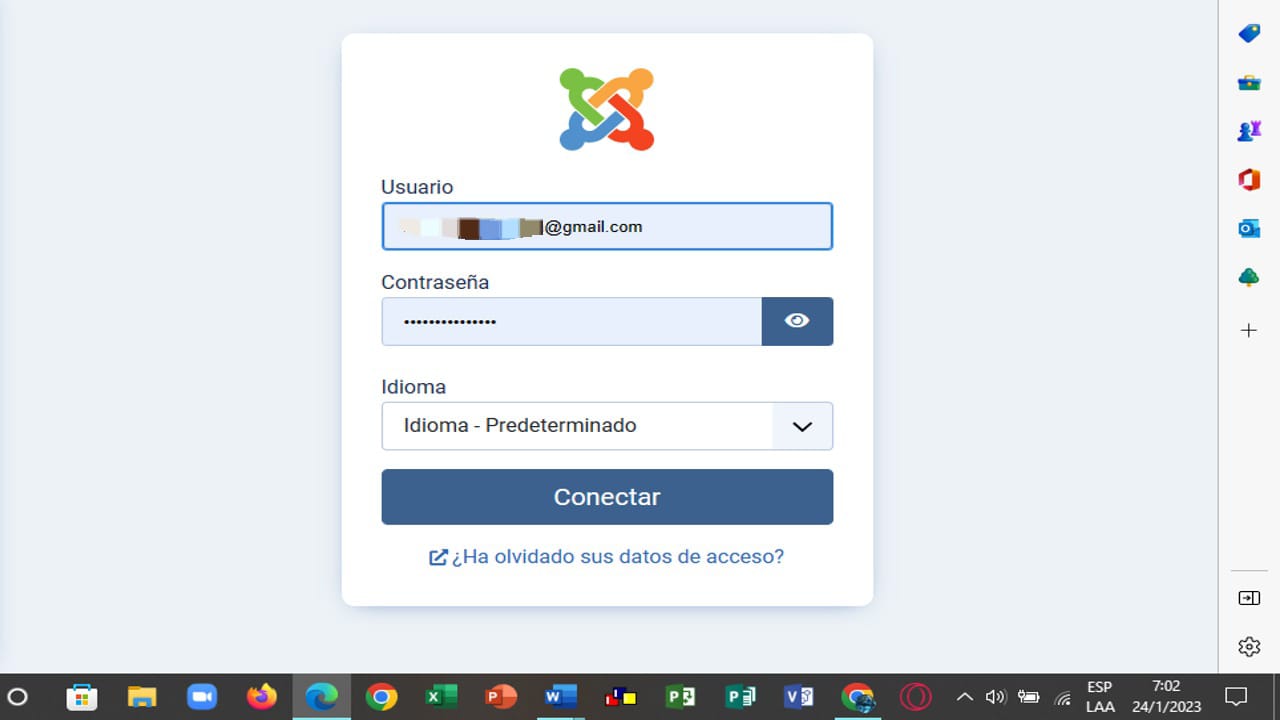 Usuario
@gmail.com
Contraseña
•••••••••••••••
Idioma
Idioma - Predeterminado
Conectar
¿Ha olvidado sus datos de acceso?
ESP
LAA
7:02
24/1/2023